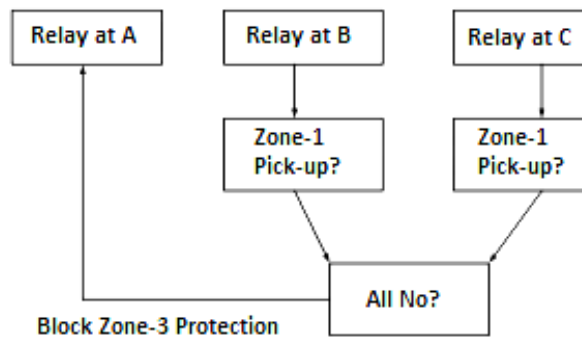 Relay at A
Relay at B
Relay at C
Zone-1
Pick-up?
Zone-1
Pick-up?
All No?
Block Zone-3 Protection